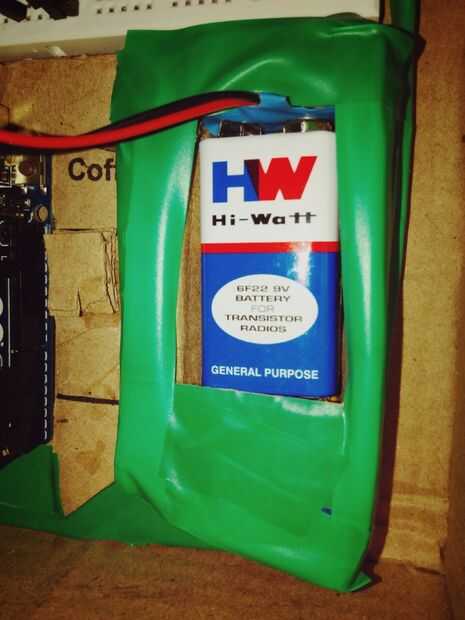 Cof
HW
Hi-Watt
6F22 9V
BATTERY
FOR
TRANSISTOR
RADIOS
GENERAL PURPOSE